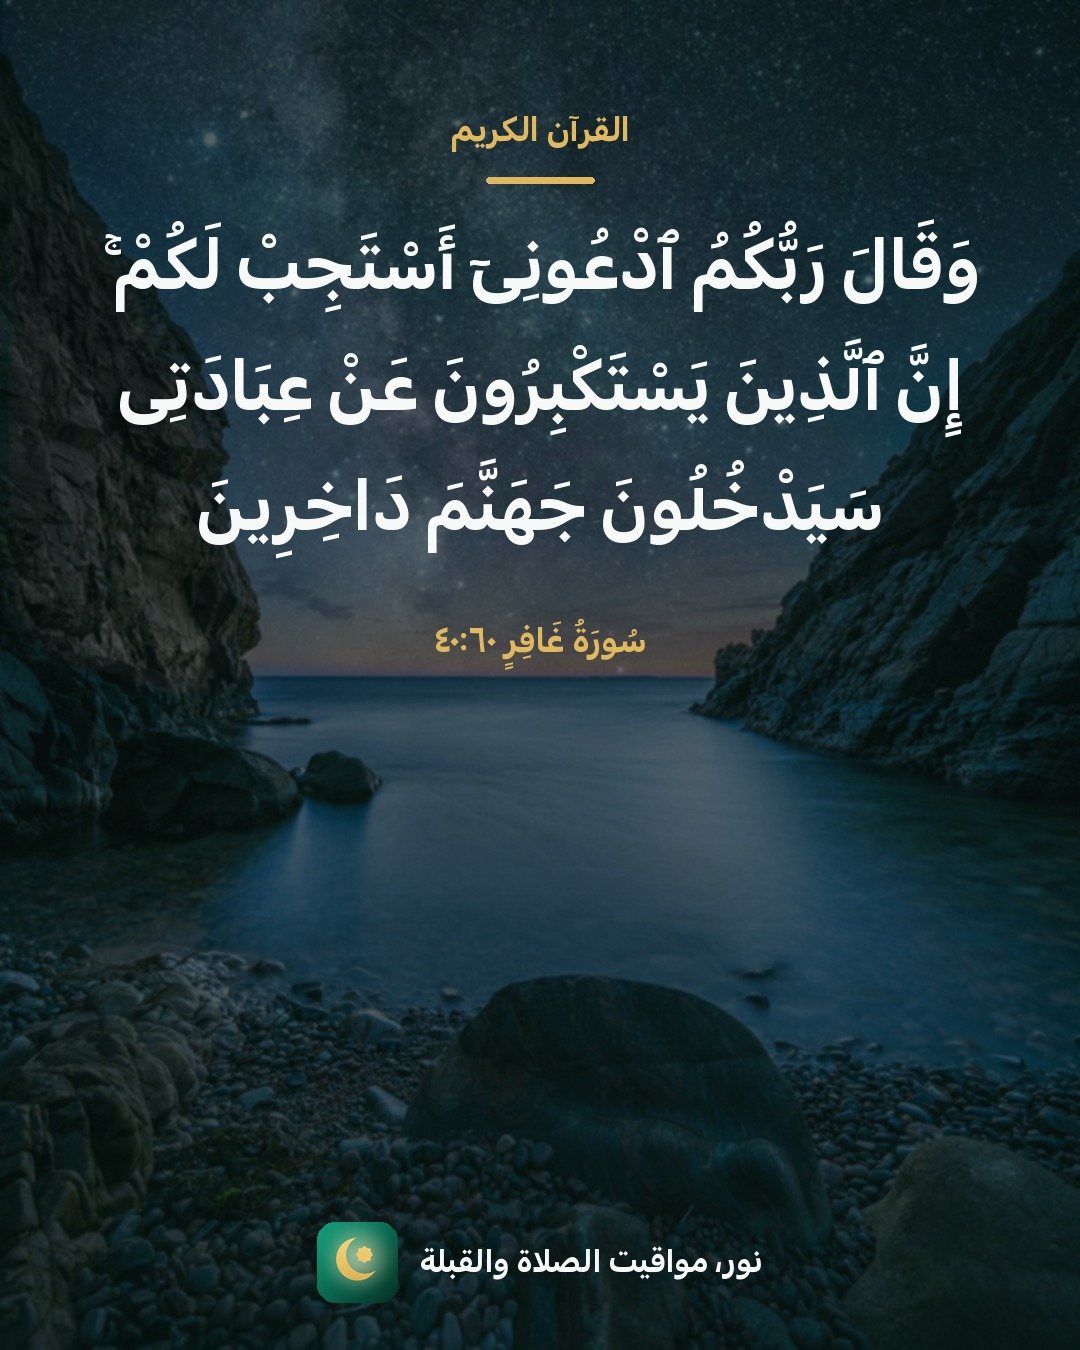 القرآن الكريم
وَقَالَ رَبُّكُمُ ٱدْعُونِىٓ أَسْتَجِبْ لَكُمْ ۚ
إِنَّ ٱلَّذِينَ يَسْتَكْبِرُونَ عَنْ عِبَادَتِى
سَيَدْخُلُونَ جَهَنَّمَ دَاخِرِينَ
سُورَةُ غَافِرٍ ٤٠:٦٠
نور، مواقيت الصلاة والقبلة